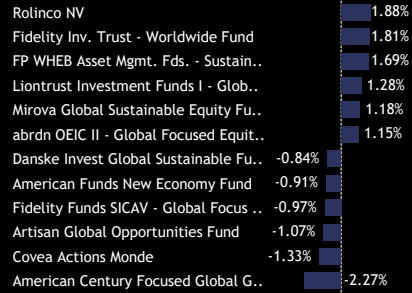 Rolinco NV 1.88%
Fidelity Inv. Trust - Worldwide Fund 1.81%
FP WHEB Asset Mgmt. Fds. - Sustain.. 1.69%
Liontrust Investment Funds I - Glob.. 1.28%
Mirova Global Sustainable Equity Fu.. 1.18%
abrdn OEIC II - Global Focused Equit.. 1.15%
Danske Invest Global Sustainable Fu.. -0.84%
American Funds New Economy Fund -0.91%
Fidelity Funds SICAV - Global Focus .. -0.97%
Artisan Global Opportunities Fund -1.07%
Covea Actions Monde -1.33%
American Century Focused Global G.. -2.27%